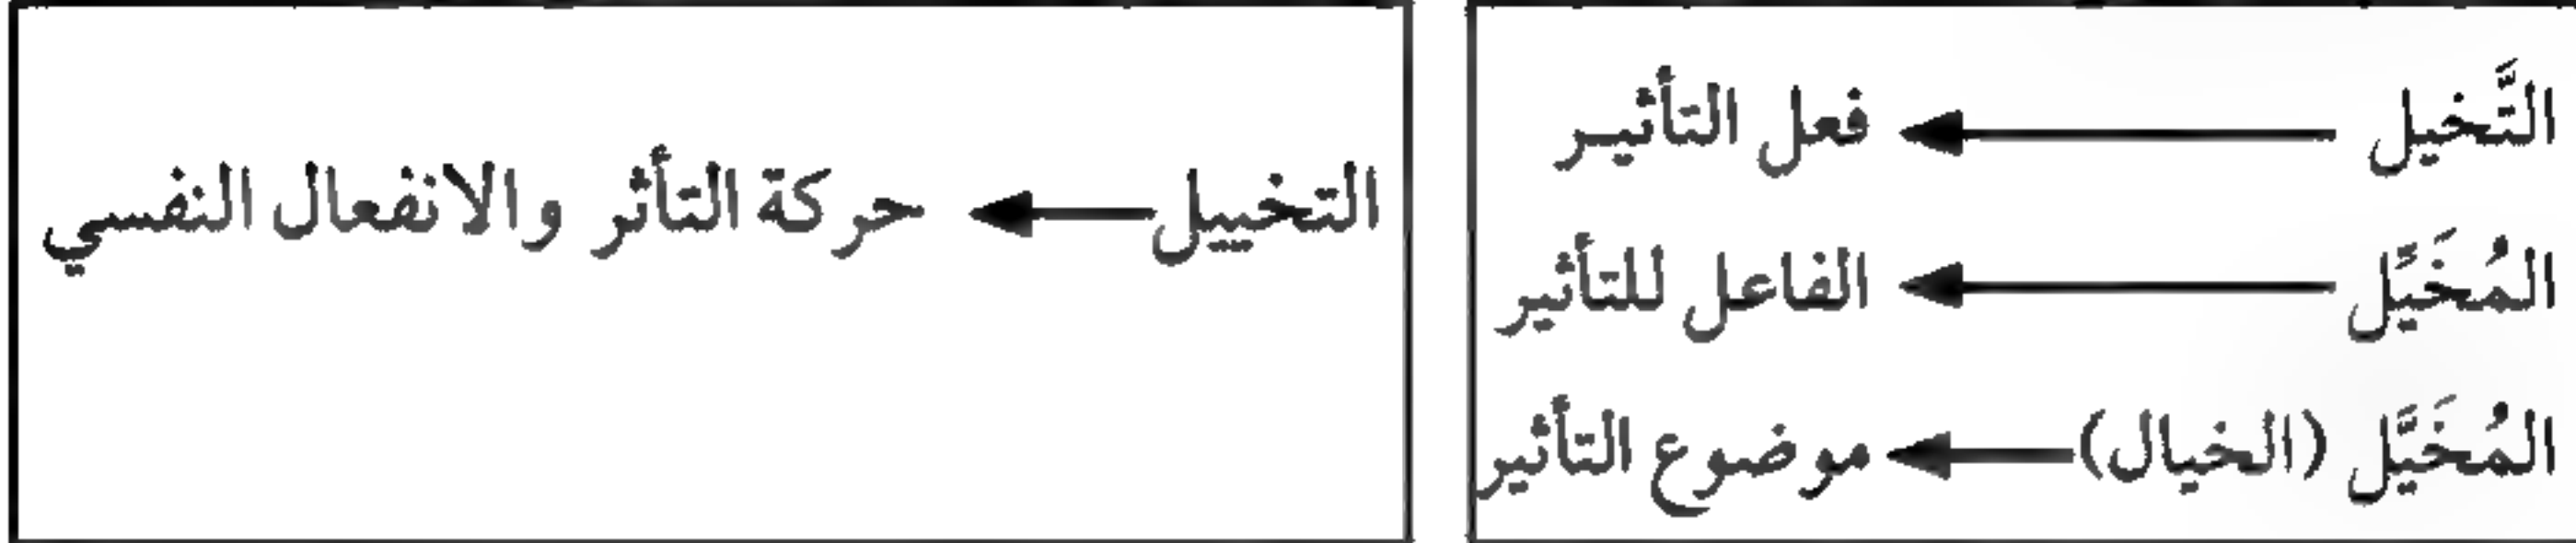 التَّخيل ← فعل التأثير
المُخَيِّل ← الفاعل للتأثير
المُخَيَّل (الخيال) ← موضوع التأثير
التخييل ← حركة التأثر والانفعال النفسي